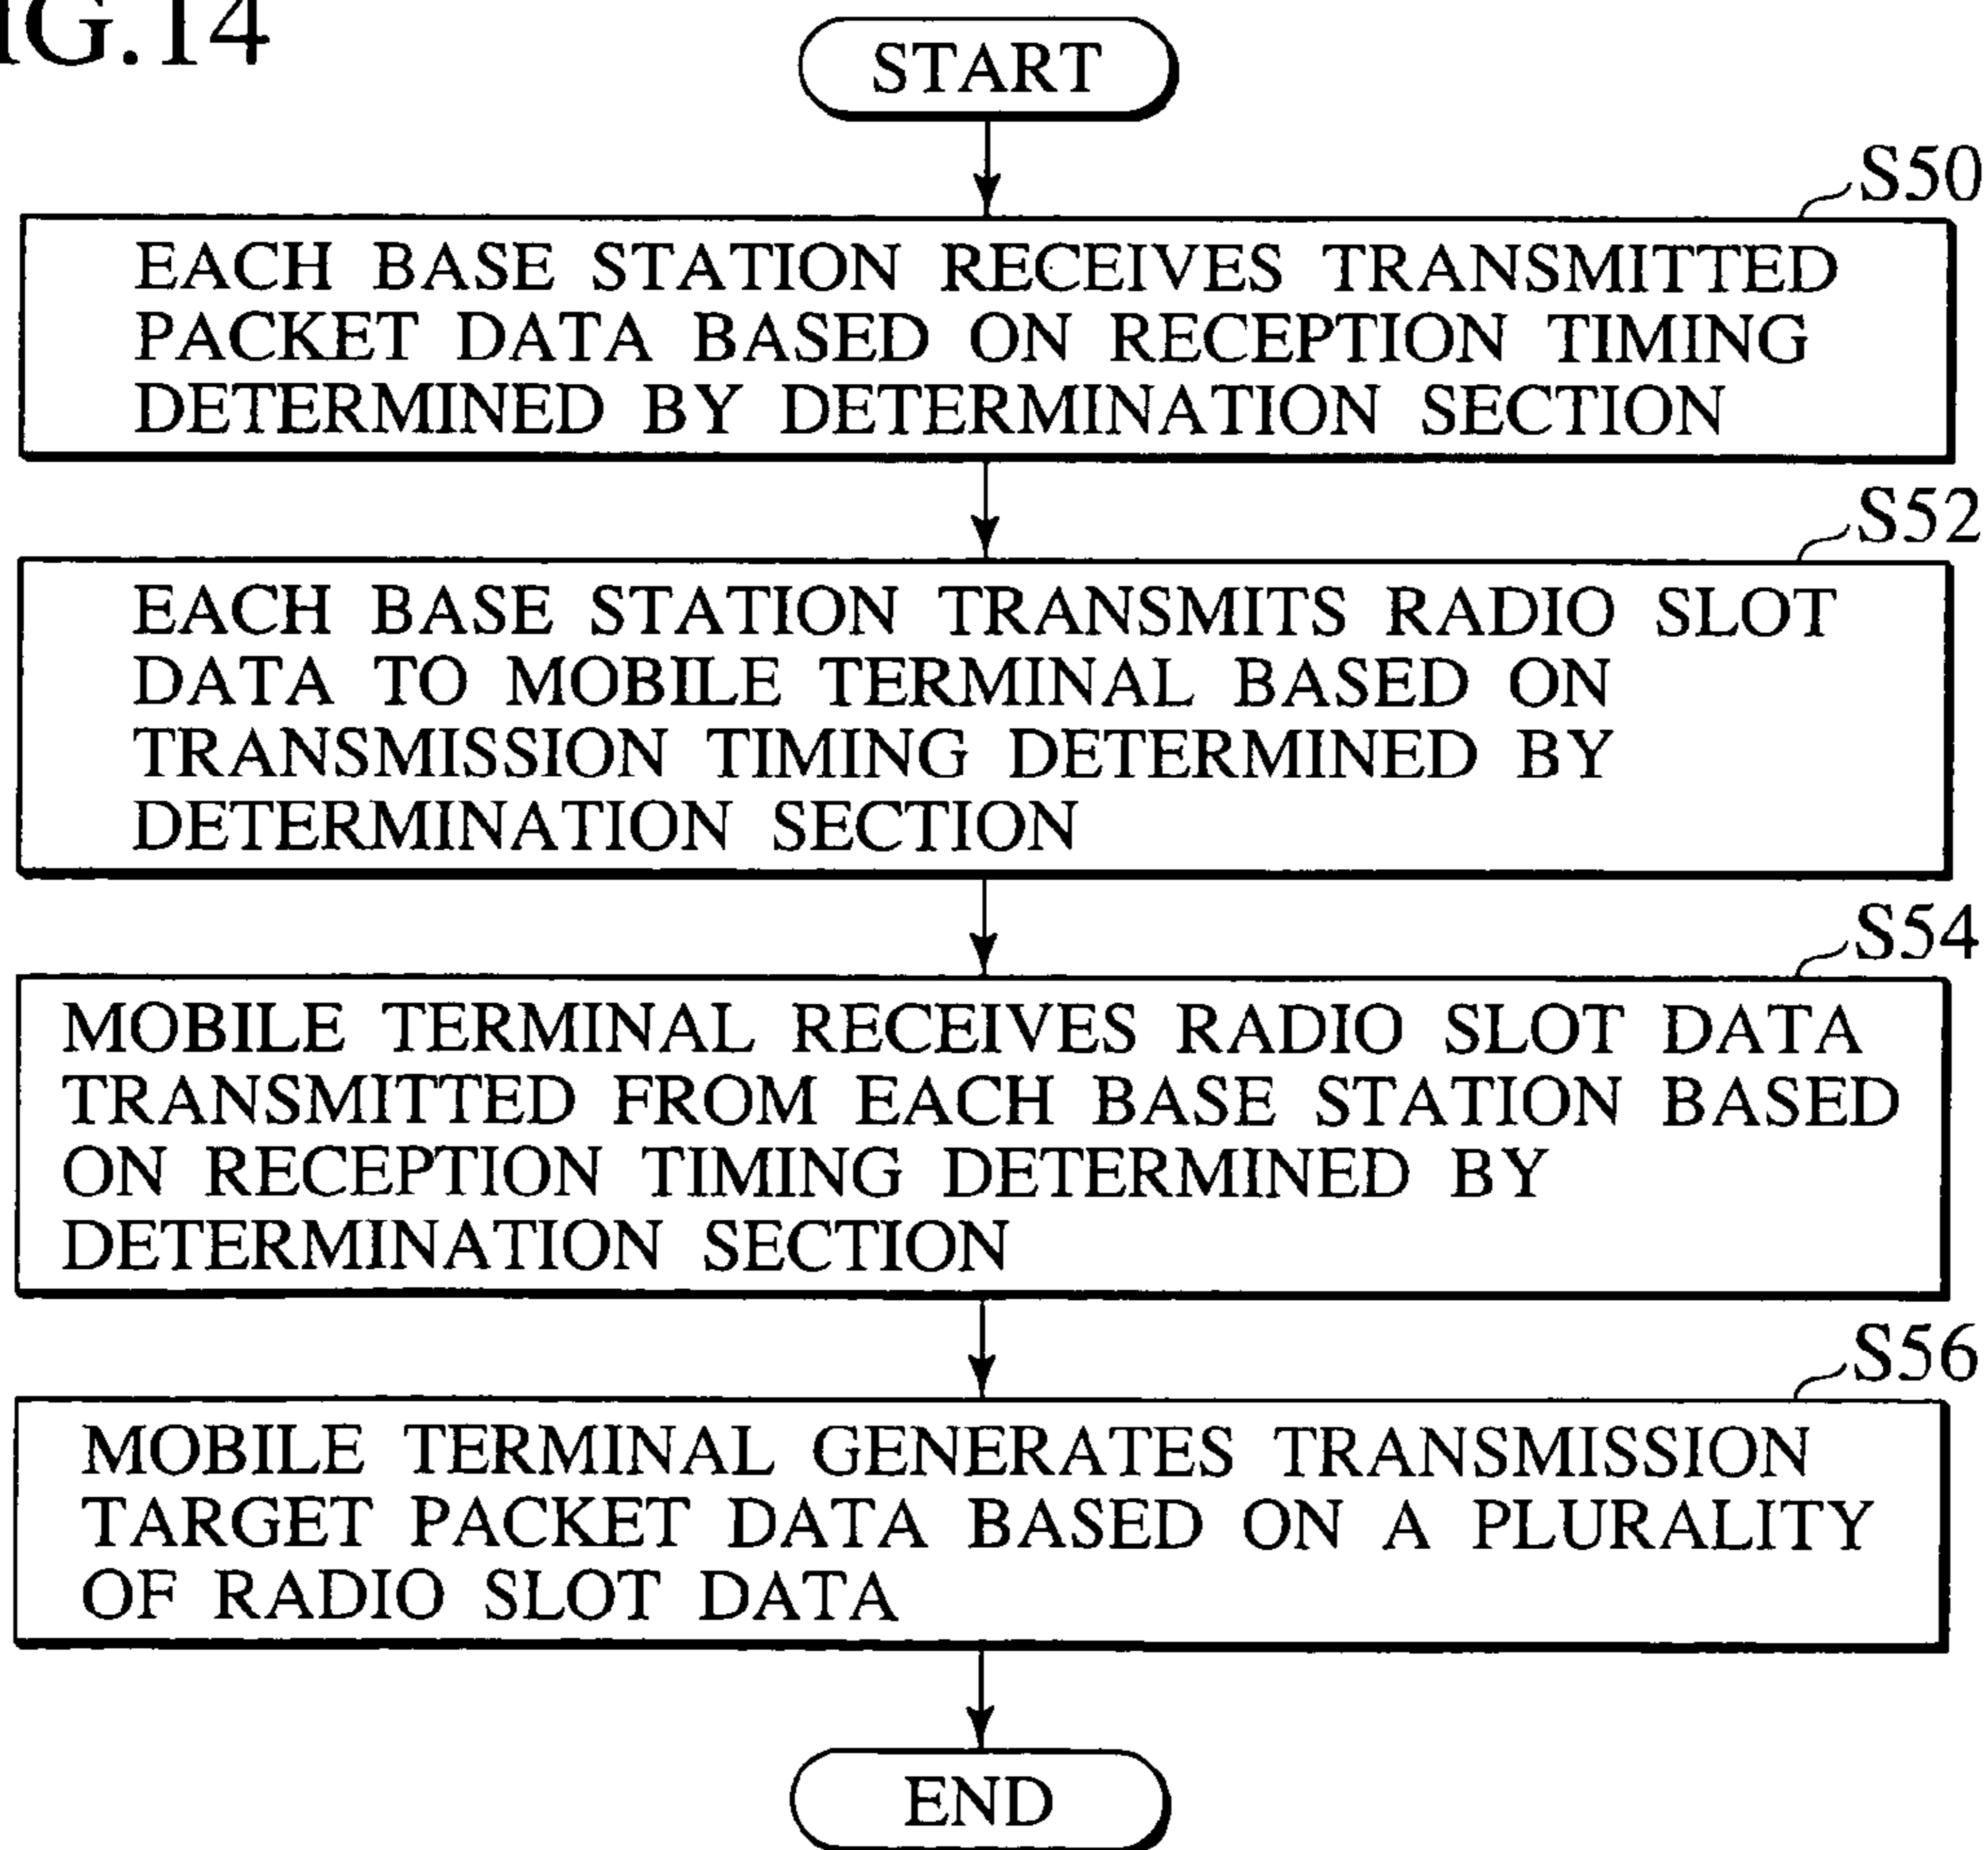 IG.14
START
S50
EACH BASE STATION RECEIVES TRANSMITTED
PACKET DATA BASED ON RECEPTION TIMING
DETERMINED BY DETERMINATION SECTION
S52
EACH BASE STATION TRANSMITS RADIO SLOT
DATA TO MOBILE TERMINAL BASED ON
TRANSMISSION TIMING DETERMINED BY
DETERMINATION SECTION
S54
MOBILE TERMINAL RECEIVES RADIO SLOT DATA
TRANSMITTED FROM EACH BASE STATION BASED
ON RECEPTION TIMING DETERMINED BY
DETERMINATION SECTION
S56
MOBILE TERMINAL GENERATES TRANSMISSION
TARGET PACKET DATA BASED ON A PLURALITY
OF RADIO SLOT DATA
END